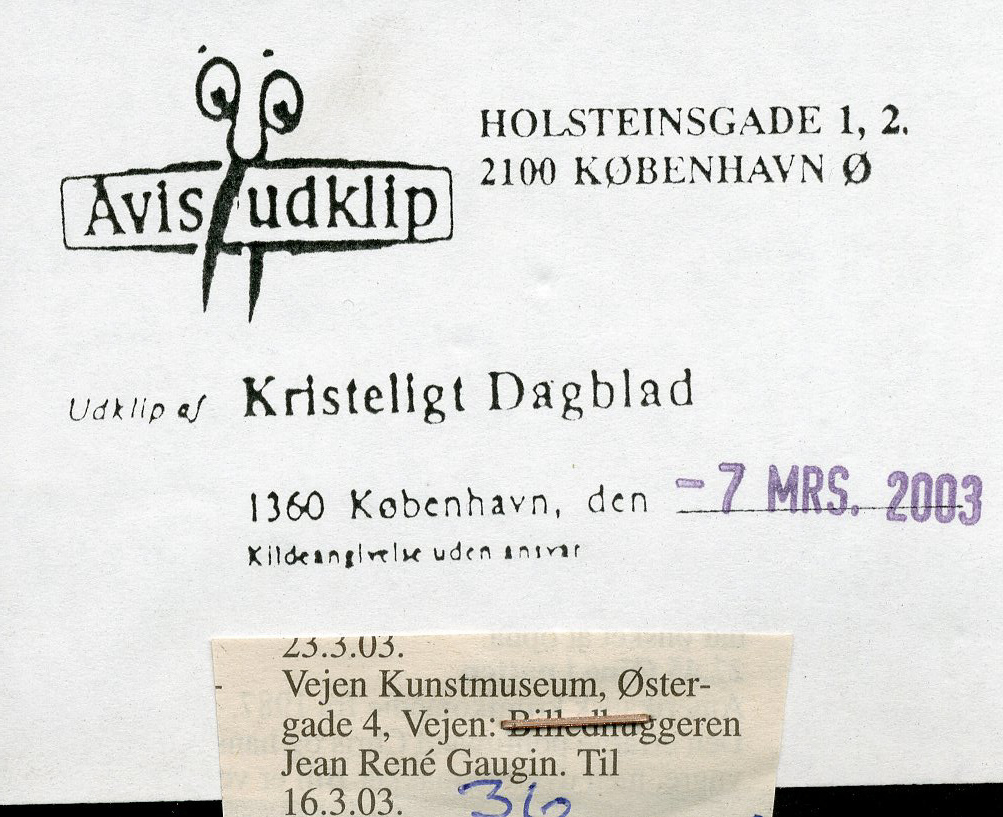 Avis udklip
HOLSTEINSGADE 1, 2.
2100 KØBENHAVN Ø
Udklip af Kristeligt Dagblad
1360 København, den -7 MRS. 2003
Kildeangivelse uden ansvar
23.3.03.
Vejen Kunstmuseum, Øster-
gade 4, Vejen: Billedhuggeren
Jean René Gaugin. Til
16.3.03.
36